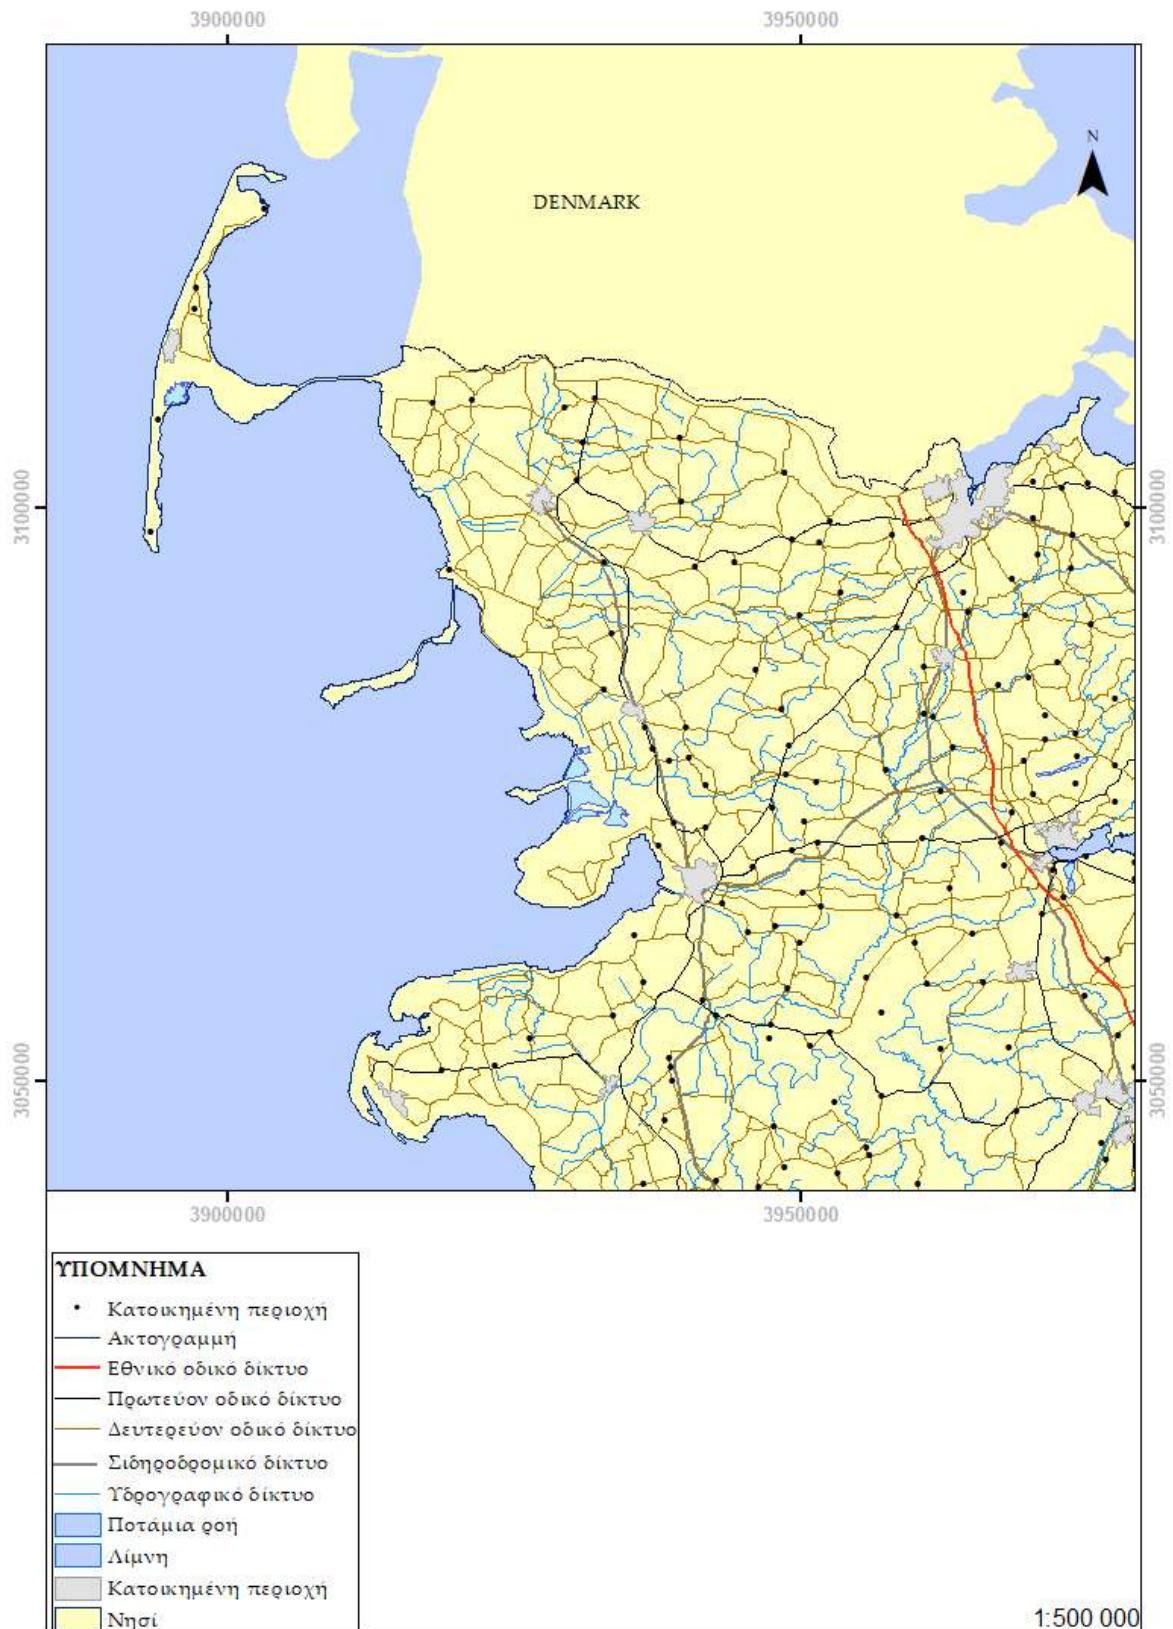 3900000 3950000
N
DENMARK
3100000 3100000
3050000 3050000
3900000 3950000
ΥΠΟΜΝΗΜΑ
Κατοικημένη περιοχή
Ακτογραμμή
Εθνικό οδικό δίκτυο
Πρωτεύον οδικό δίκτυο
Δευτερεύον οδικό δίκτυο
Σιδηροδρομικό δίκτυο
Υδρογραφικό δίκτυο
Ποτάμια ροή
Λίμνη
Κατοικημένη περιοχή
Νησί
1:500 000